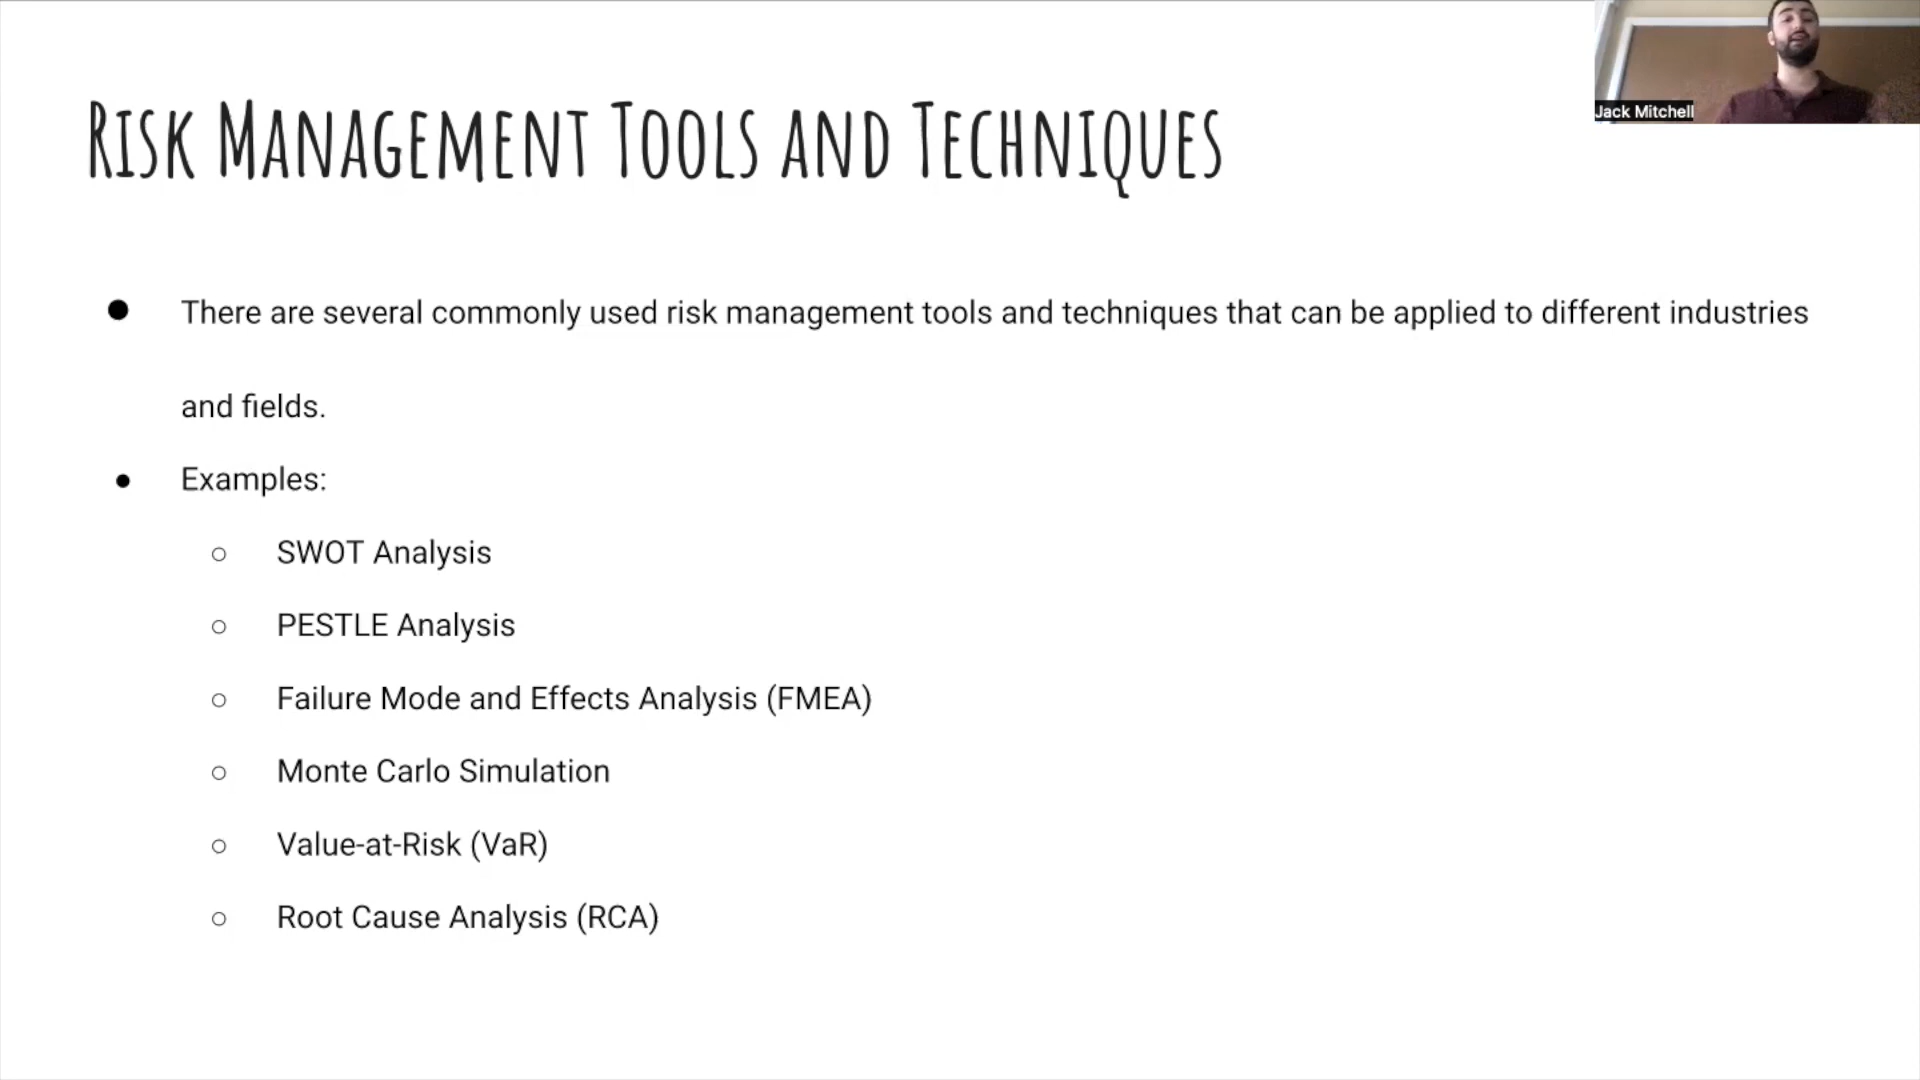 Risk Management Tools and Techniques
Jack Mitchell
● There are several commonly used risk management tools and techniques that can be applied to different industries
and fields.
● Examples:
○ SWOT Analysis
○ PESTLE Analysis
○ Failure Mode and Effects Analysis (FMEA)
○ Monte Carlo Simulation
○ Value-at-Risk (VaR)
○ Root Cause Analysis (RCA)